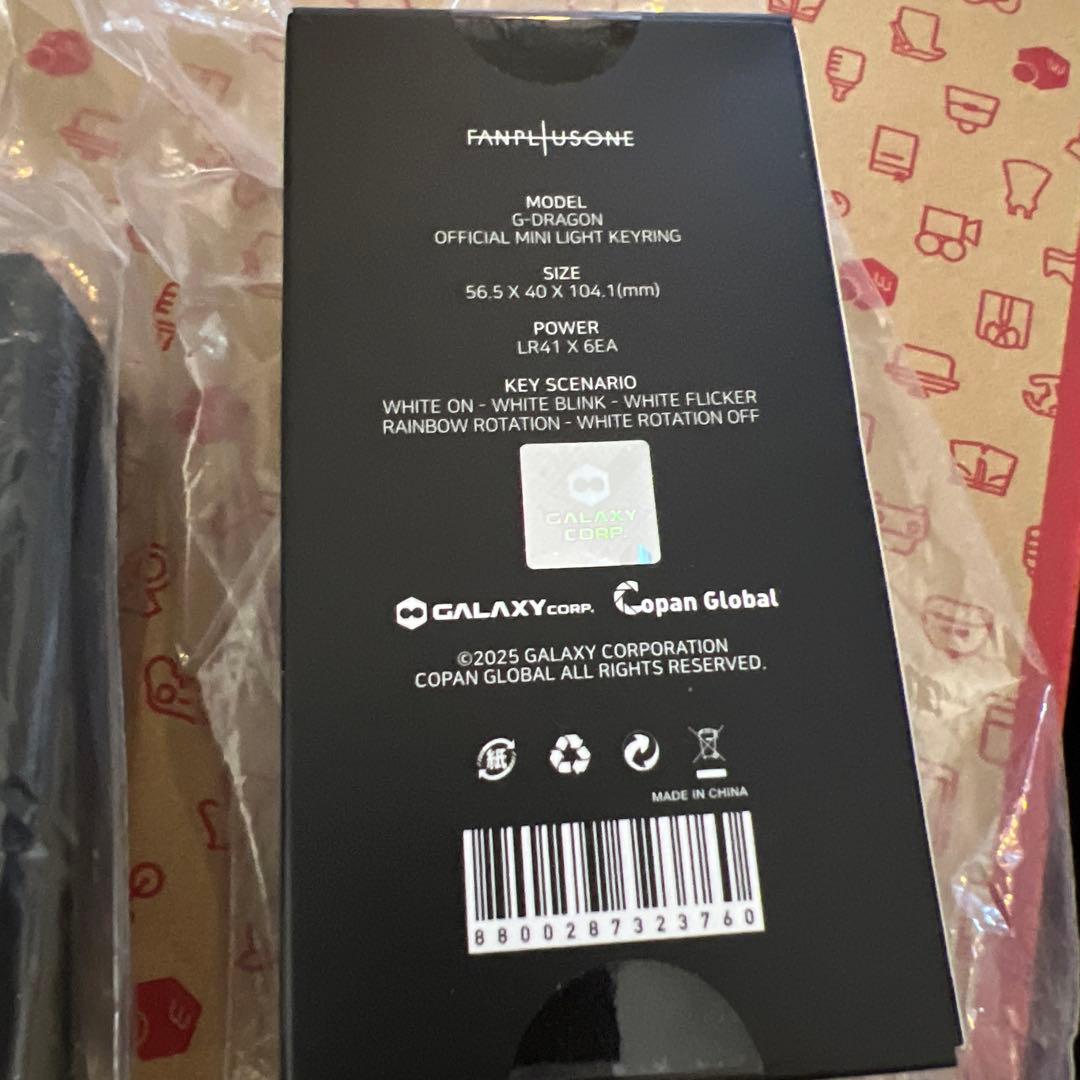 FANPLUSONE
MODEL
G-DRAGON
OFFICIAL MINI LIGHT KEYRING
SIZE
56.5 X 40 X 104.1(mm)
POWER
LR41 X 6EA
KEY SCENARIO
WHITE ON - WHITE BLINK - WHITE FLICKER
RAINBOW ROTATION - WHITE ROTATION OFF
GALAXY
CORP.
GALAXY CORP. Copan Global
©2025 GALAXY CORPORATION
COPAN GLOBAL ALL RIGHTS RESERVED.
紙
MADE IN CHINA
8800287323760